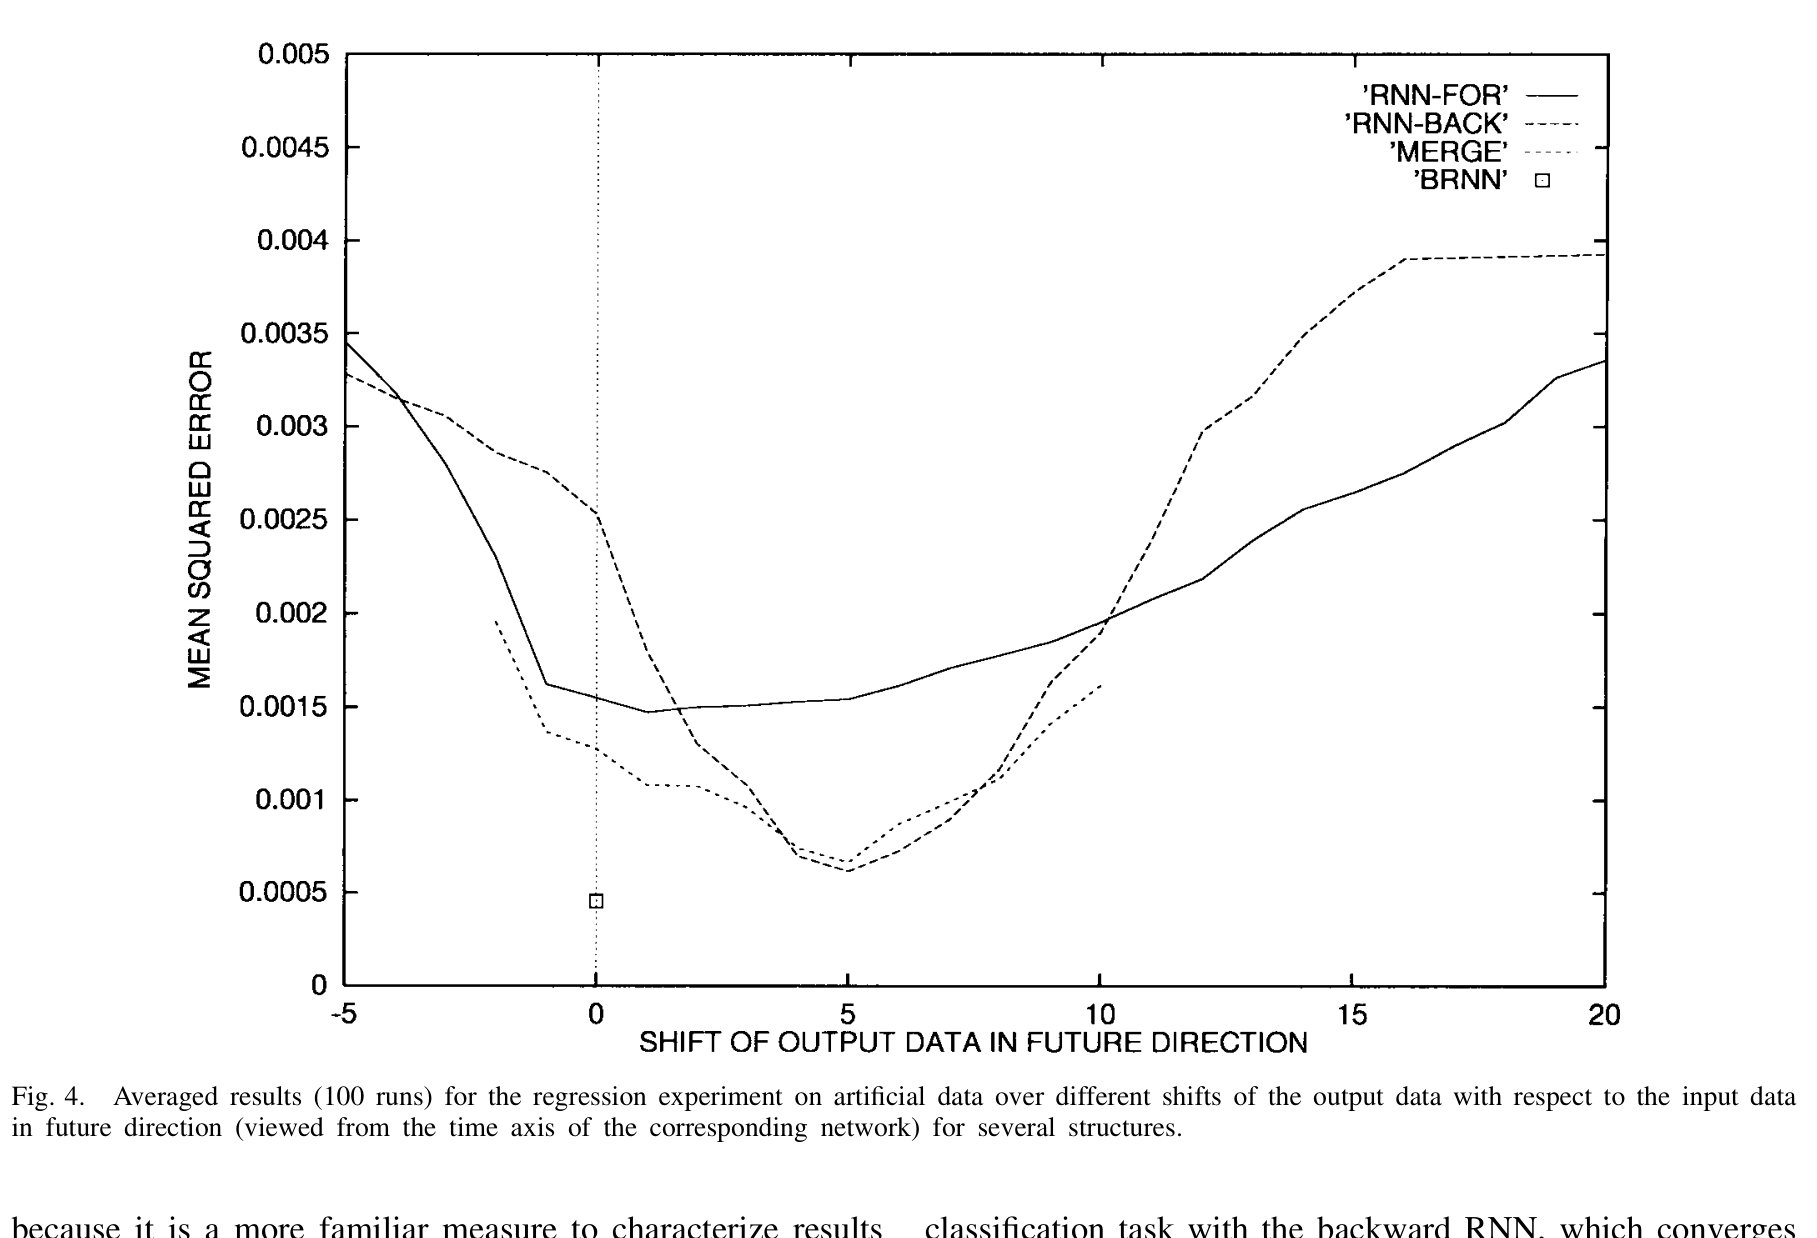 0.005
0.0045
0.004
0.0035
0.003
0.0025
0.002
0.0015
0.001
0.0005
0
MEAN SQUARED ERROR
'RNN-FOR'
'RNN-BACK'
'MERGE'
'BRNN'
-5 0 5 10 15 20
SHIFT OF OUTPUT DATA IN FUTURE DIRECTION
Fig. 4. Averaged results (100 runs) for the regression experiment on artificial data over different shifts of the output data with respect to the input data
in future direction (viewed from the time axis of the corresponding network) for several structures.
because it is a more familiar measure to characterize results
classification task with the backward RNN, which converges